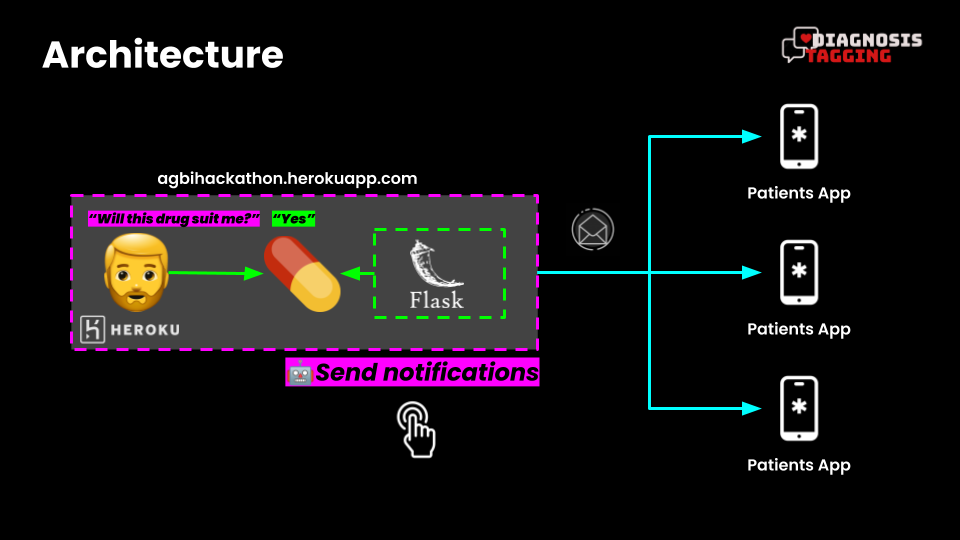 Architecture
DIAGNOSIS
TAGGING
agbihackathon.herokuapp.com
“Will this drug suit me?” “Yes”
Flask
HEROKU
Send notifications
Patients App
Patients App
Patients App